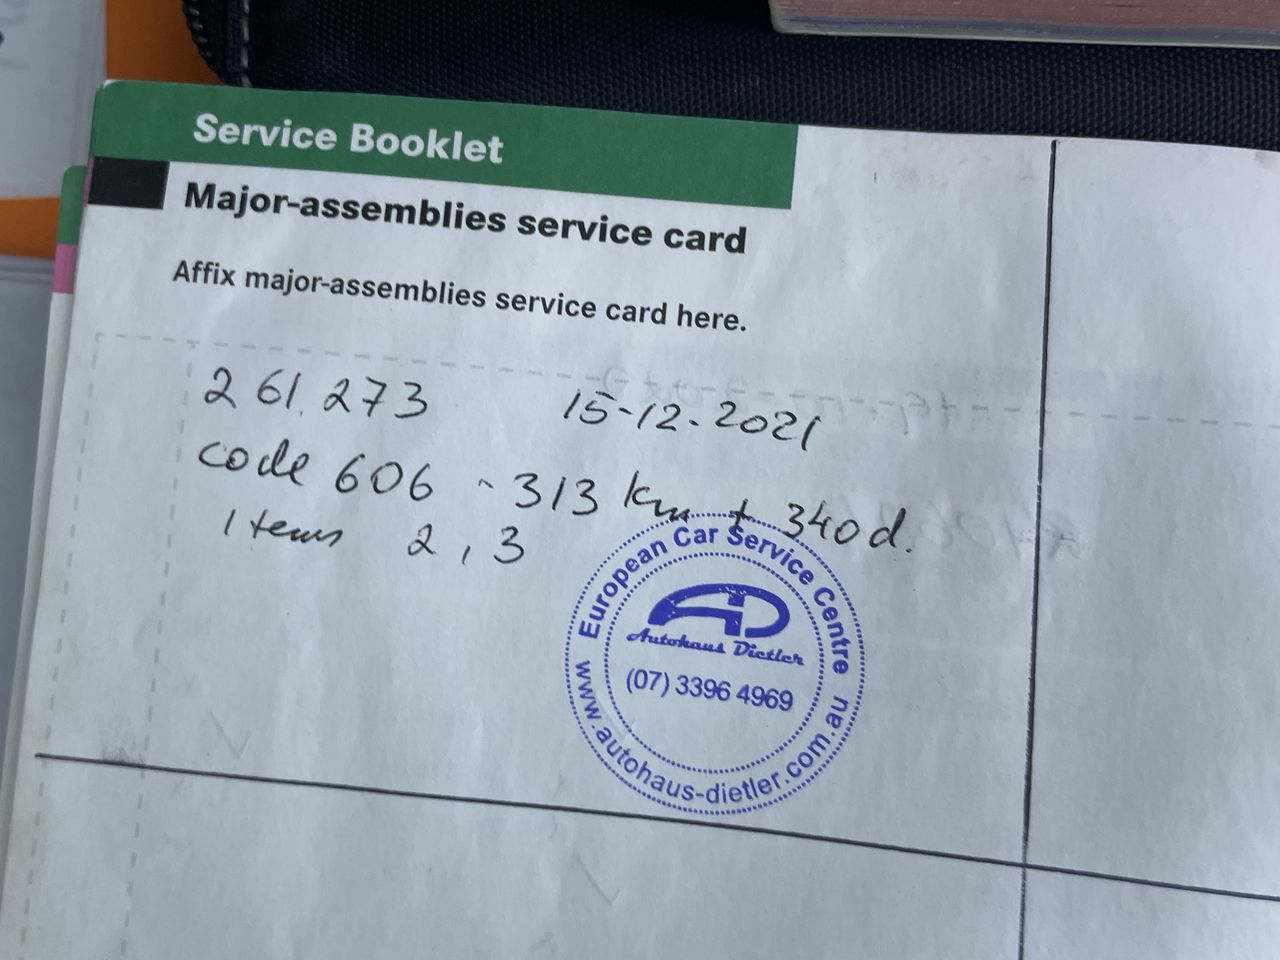 Service Booklet
Major-assemblies service card
Affix major-assemblies service card here.
261.273 15-12-2021
code 606 - 313 km + 340 d.
Items 2, 3
European Car Service Centre
AD
Autohaus Dietler
(07) 3396 4969
www.autohaus-dietler.com.au